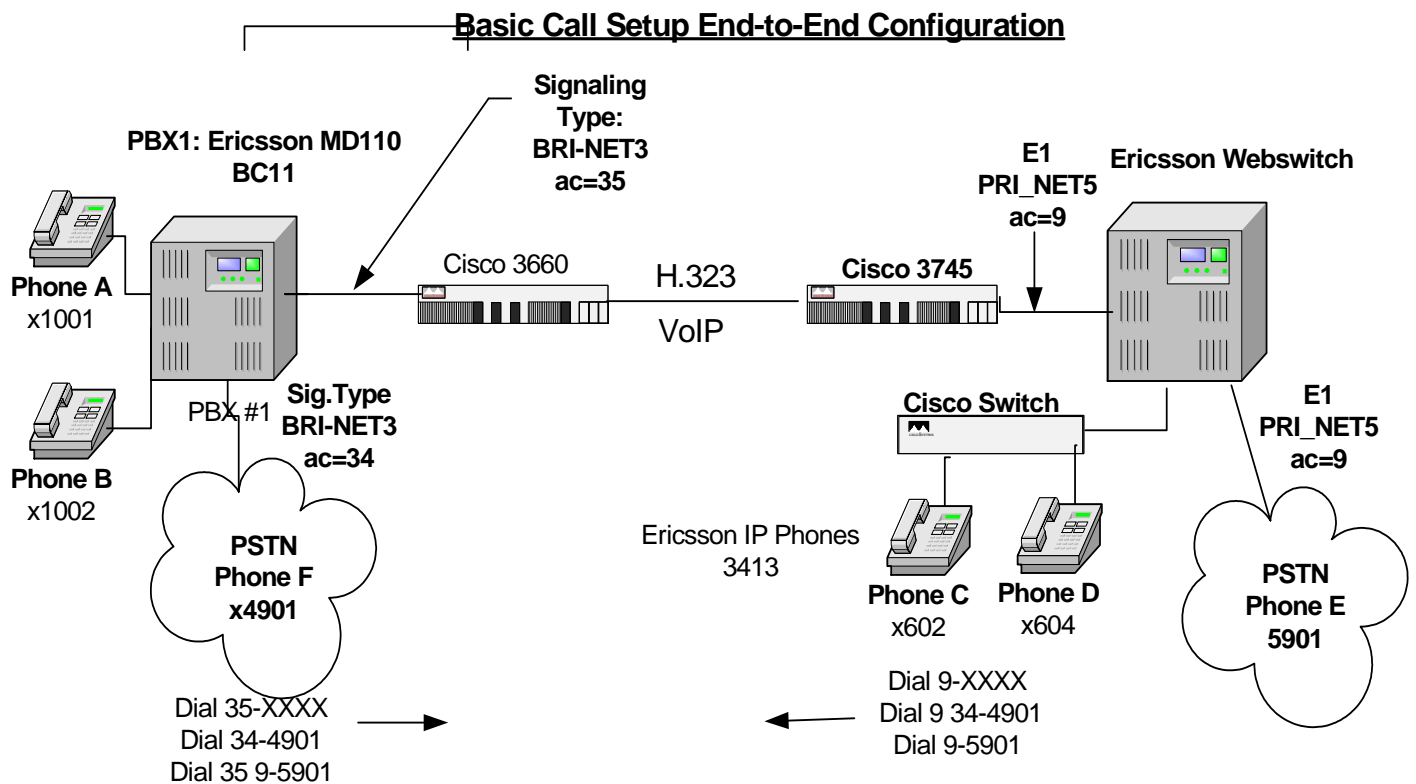 Basic Call Setup End-to-End Configuration
Signaling
Type:
BRI-NET3
ac=35
PBX1: Ericsson MD110
BC11
E1
PRI_NET5
ac=9
Ericsson Webswitch
Phone A
x1001
Cisco 3660
H.323
VoIP
Cisco 3745
Phone B
x1002
PBX #1
Sig.Type
BRI-NET3
ac=34
Cisco Switch
E1
PRI_NET5
ac=9
PSTN
Phone F
x4901
Ericsson IP Phones
3413
Phone C
x602
Phone D
x604
PSTN
Phone E
5901
Dial 35-XXXX
Dial 34-4901
Dial 35 9-5901
Dial 9-XXXX
Dial 9 34-4901
Dial 9-5901